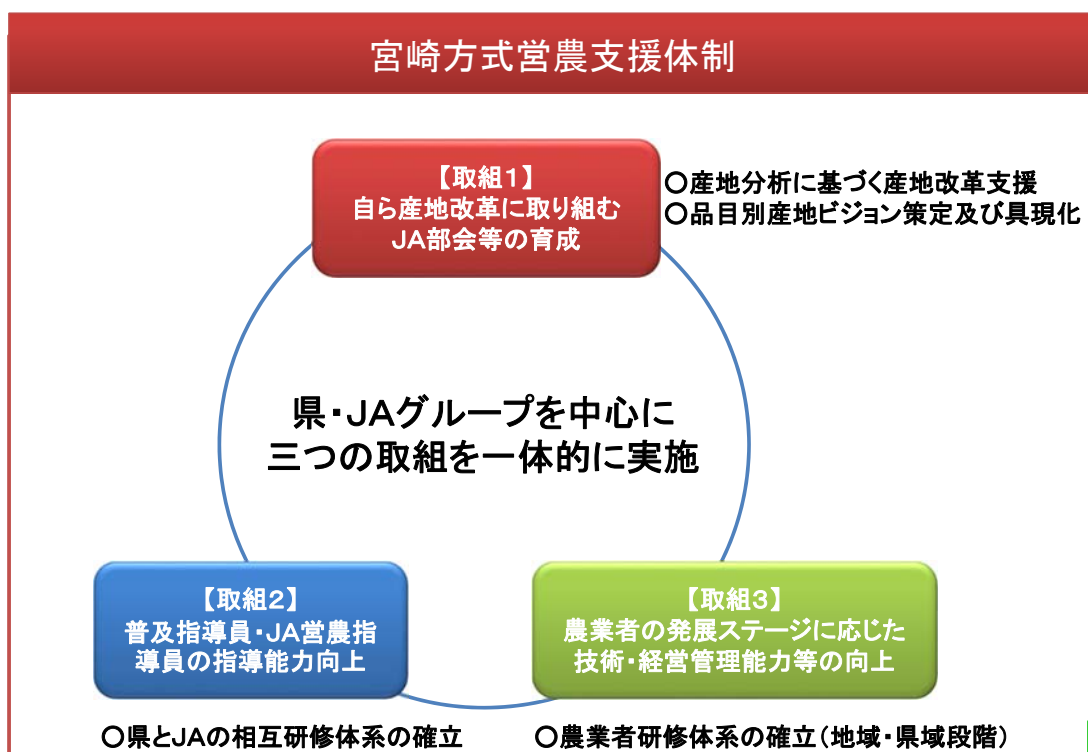 宮崎方式営農支援体制
【取組１】
自ら産地改革に取り組む
ＪＡ部会等の育成
○産地分析に基づく産地改革支援
○品目別産地ビジョン策定及び具現化
県・ＪＡグループを中心に
三つの取組を一体的に実施
【取組２】
普及指導員・ＪＡ営農指
導員の指導能力向上
【取組３】
農業者の発展ステージに応じた
技術・経営管理能力等の向上
○県とＪＡの相互研修体系の確立
○農業者研修体系の確立（地域・県域段階）